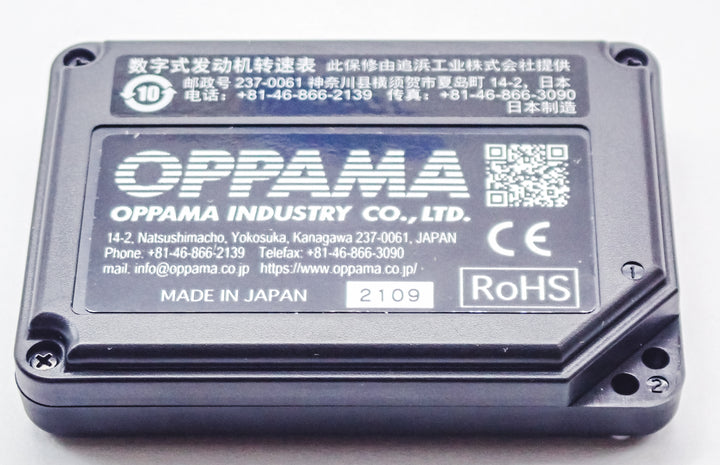 数字式发动机转速表 此保修由追浜工业株式会社提供
10 邮政号 237-0061 神奈川县横须贺市夏岛町 14-2, 日本
电话: +81-46-866-2139 传真: +81-46-866-3090
日本制造
OPPAMA
OPPAMA INDUSTRY CO.,LTD.
14-2, Natsushimacho, Yokosuka, Kanagawa 237-0061, JAPAN
Phone. +81-46-866-2139 Telefax: +81-46-866-3090
mail. info@oppama.co.jp https://www.oppama.co.jp/
CE
MADE IN JAPAN 2109 RoHS
1
2